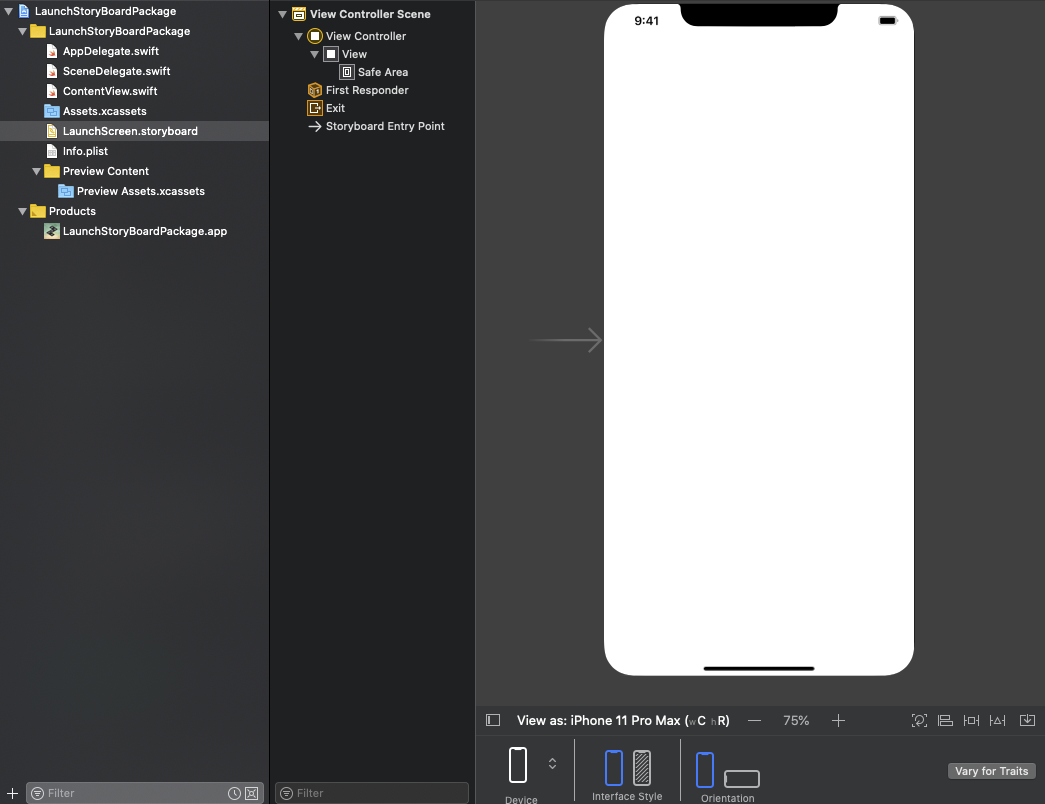 LaunchStoryBoardPackage
LaunchStoryBoardPackage
AppDelegate.swift
SceneDelegate.swift
ContentView.swift
Assets.xcassets
LaunchScreen.storyboard
Info.plist
Preview Content
Preview Assets.xcassets
Products
LaunchStoryBoardPackage.app
Filter
View Controller Scene
View Controller
View
Safe Area
First Responder
Exit
Storyboard Entry Point
Filter
9:41
View as: iPhone 11 Pro Max (wC hR)
75%
Device
Interface Style
Orientation
Vary for Traits